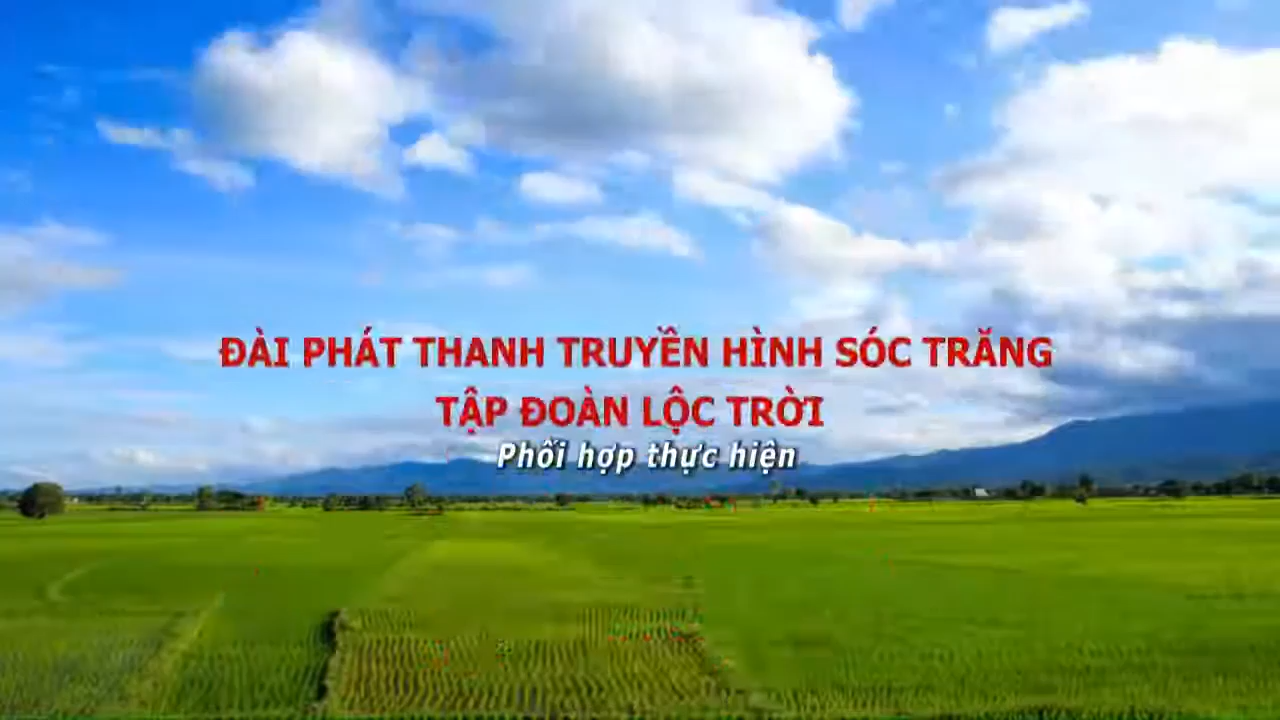 ĐÀI PHÁT THANH TRUYỀN HÌNH SÓC TRĂNG
TẬP ĐOÀN LỘC TRỜI
Phối hợp thực hiện